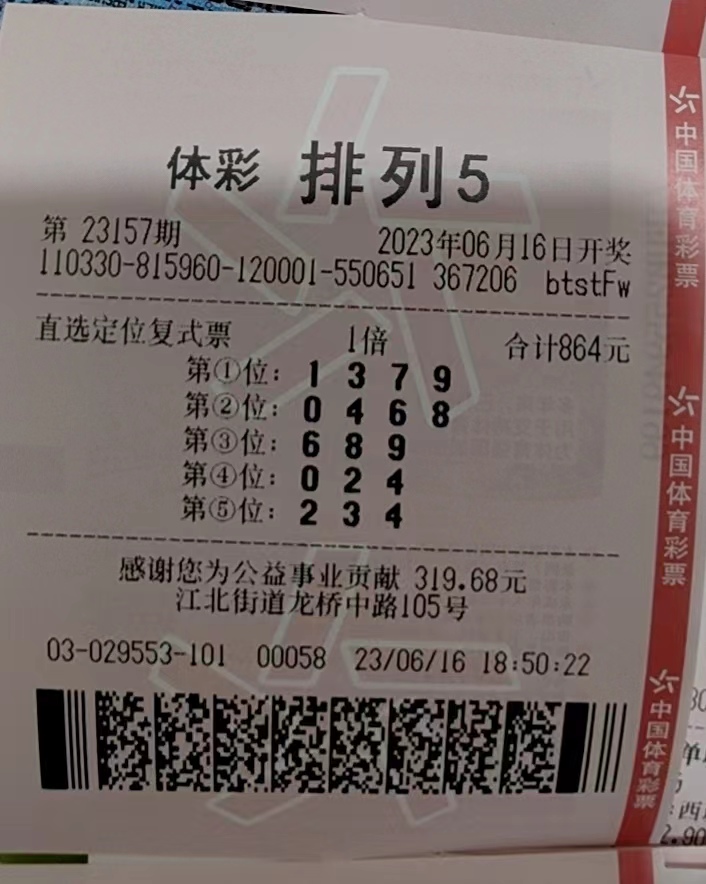 体彩 排列5
第 23157期 2023年06月16日开奖
110330-815960-120001-550651 367206 btstFw
直选定位复式票 1倍 合计864元
第①位: 1 3 7 9
第②位: 0 4 6 8
第③位: 6 8 9
第④位: 0 2 4
第⑤位: 2 3 4
感谢您为公益事业贡献 319.68元
江北街道龙桥中路105号
03-029553-101 00058 23/06/16 18:50:22
中国体育彩票
中国体育彩票
中国体育彩票
单
西
2.90